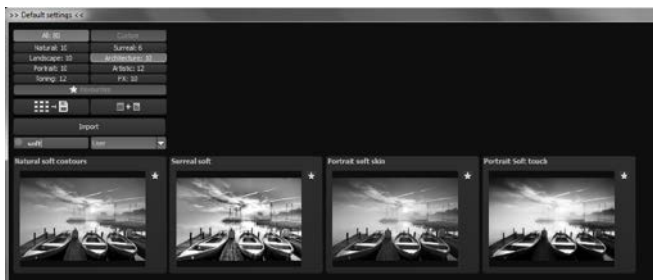 >> Default settings <<
All: 80 Custom
Natural: 10 Surreal: 6
Landscape: 10 Architecture: 10
Portrait: 10 Artistic: 12
Toning: 12 FX: 10
Favourites
Import
soft User
Natural soft contours Surreal soft Portrait soft skin Portrait Soft touch